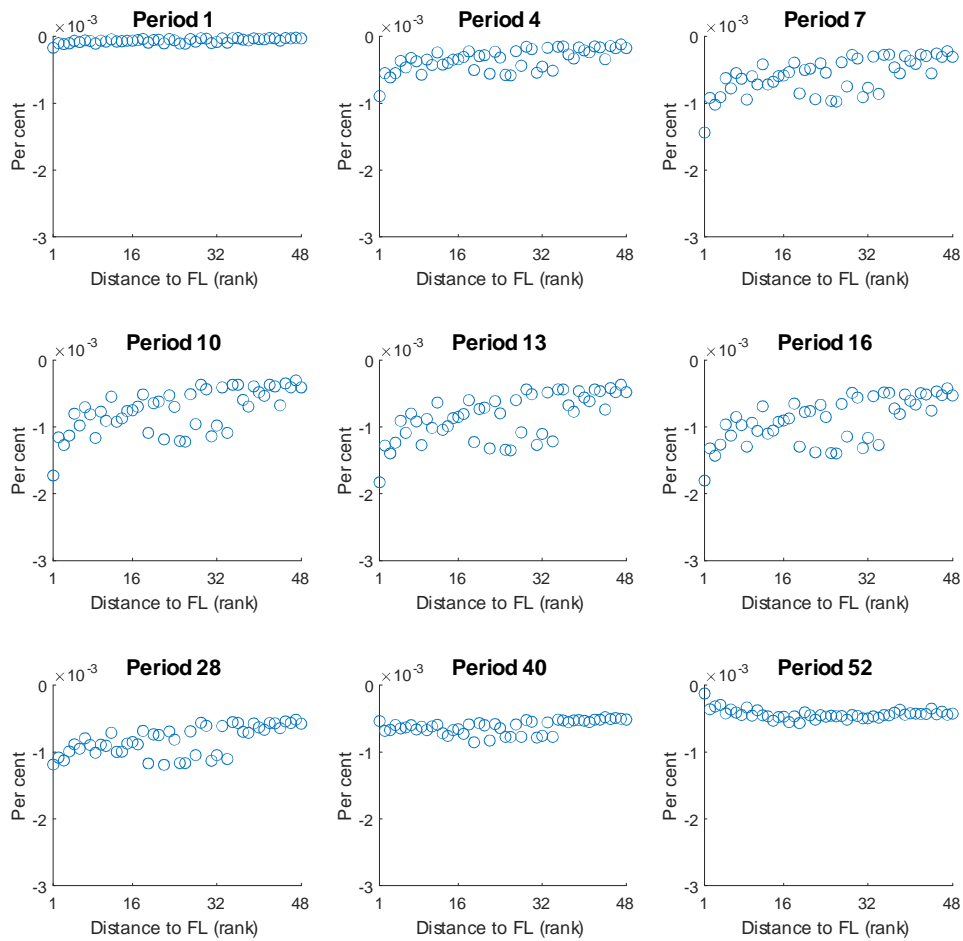 Period 1
×10⁻³
0
-1
-2
-3
Per cent
1 16 32 48
Distance to FL (rank)
Period 4
×10⁻³
0
-1
-2
-3
Per cent
1 16 32 48
Distance to FL (rank)
Period 7
×10⁻³
0
-1
-2
-3
Per cent
1 16 32 48
Distance to FL (rank)
Period 10
×10⁻³
0
-1
-2
-3
Per cent
1 16 32 48
Distance to FL (rank)
Period 13
×10⁻³
0
-1
-2
-3
Per cent
1 16 32 48
Distance to FL (rank)
Period 16
×10⁻³
0
-1
-2
-3
Per cent
1 16 32 48
Distance to FL (rank)
Period 28
×10⁻³
0
-1
-2
-3
Per cent
1 16 32 48
Distance to FL (rank)
Period 40
×10⁻³
0
-1
-2
-3
Per cent
1 16 32 48
Distance to FL (rank)
Period 52
×10⁻³
0
-1
-2
-3
Per cent
1 16 32 48
Distance to FL (rank)